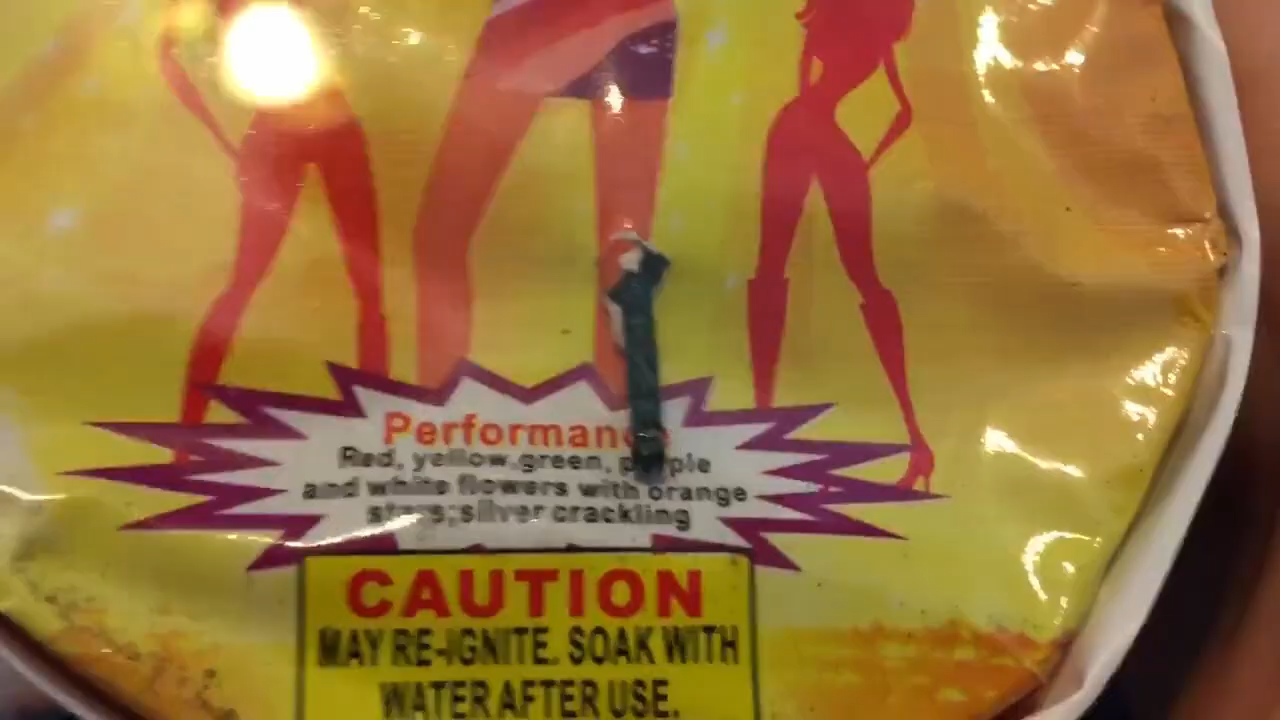 Performance
Red, yellow.green, purple
and white flowers with orange
stars;silver crackling
CAUTION
MAY RE-IGNITE. SOAK WITH
WATER AFTER USE.